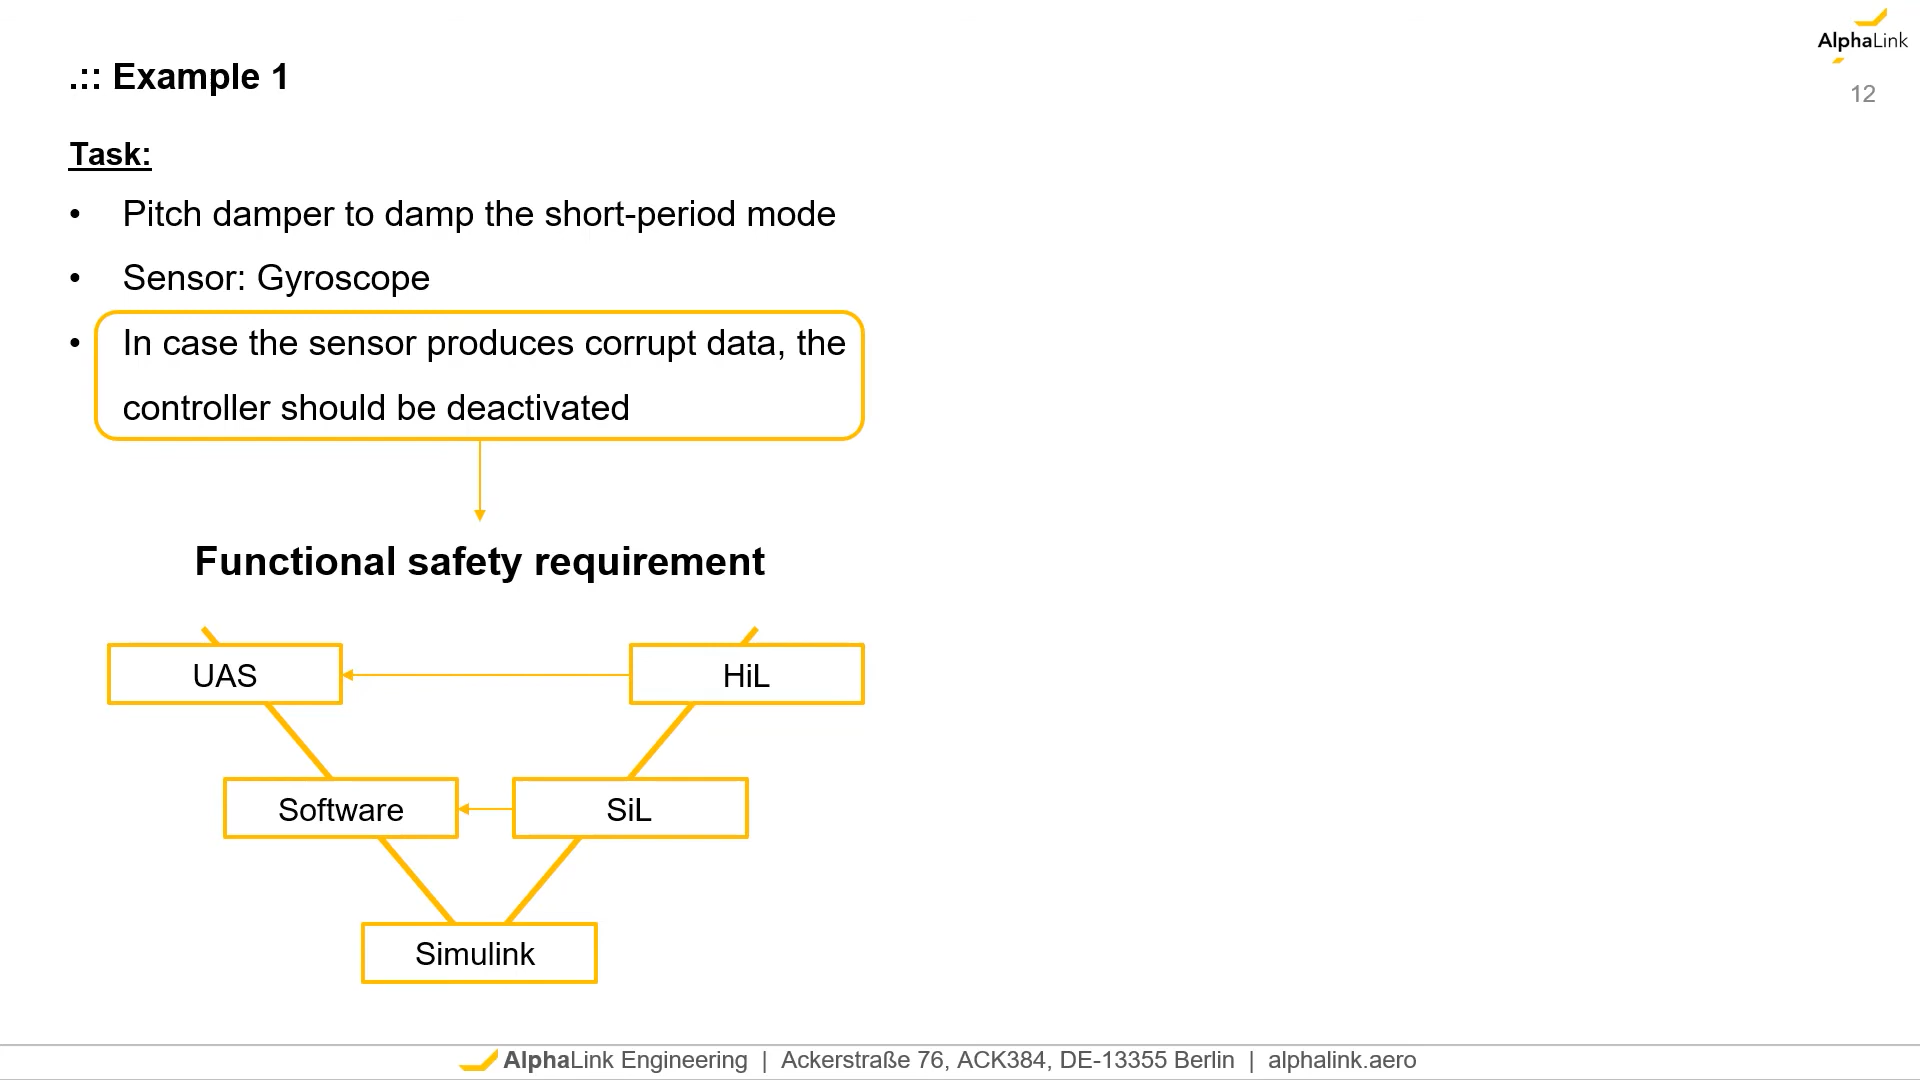 AlphaLink
.:: Example 1
12
Task:
• Pitch damper to damp the short-period mode
• Sensor: Gyroscope
• In case the sensor produces corrupt data, the
controller should be deactivated
Functional safety requirement
UAS
HiL
Software
SiL
Simulink
AlphaLink Engineering | Ackerstraße 76, ACK384, DE-13355 Berlin | alphalink.aero